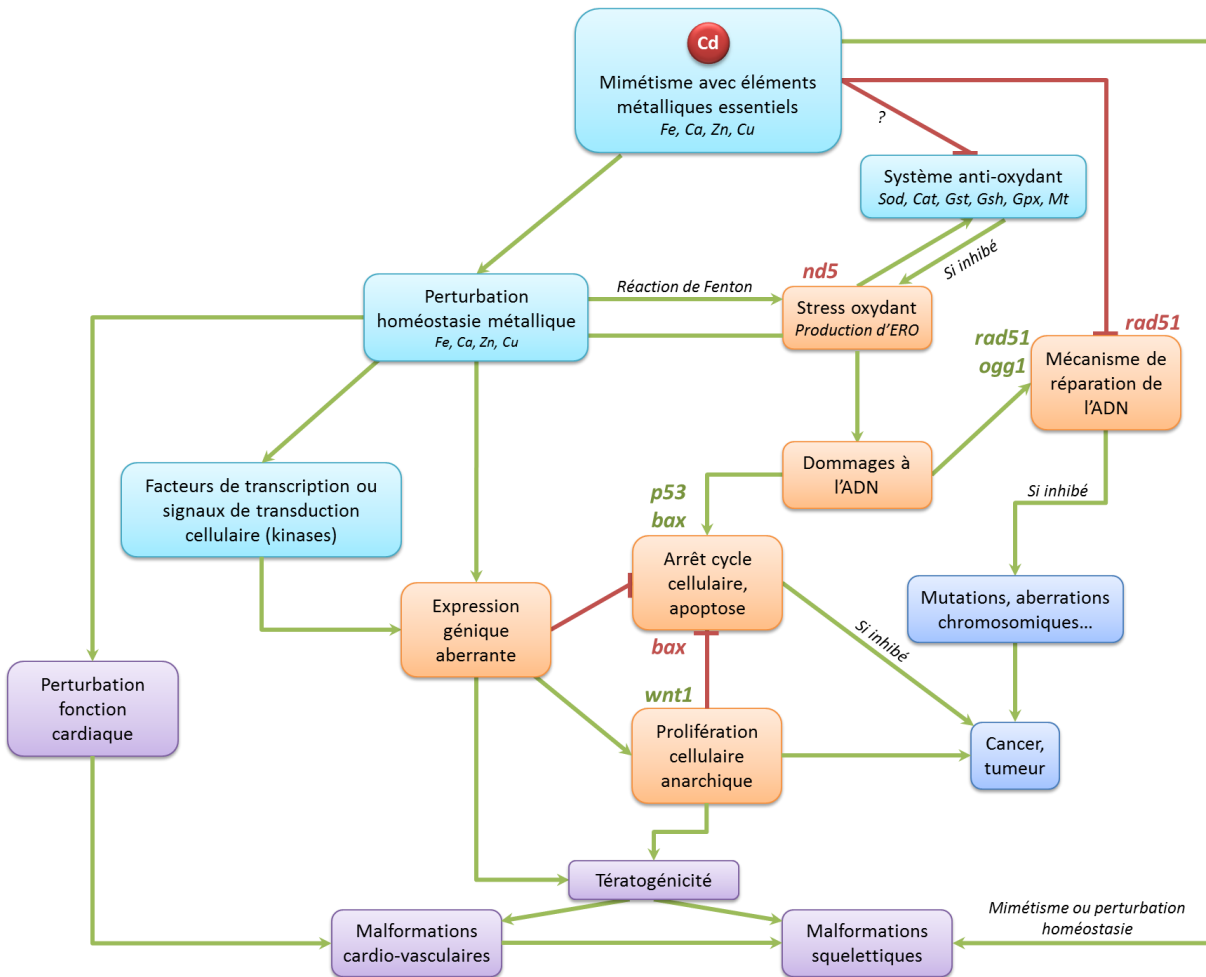 Cd
Mimétisme avec éléments
métalliques essentiels
Fe, Ca, Zn, Cu
?
Système anti-oxydant
Sod, Cat, Gst, Gsh, Gpx, Mt
Si inhibé
nd5
Réaction de Fenton
Perturbation
homéostasie métallique
Fe, Ca, Zn, Cu
Stress oxydant
Production d'ERO
rad51
rad51
ogg1
Mécanisme de
réparation de
l'ADN
Dommages à
l'ADN
Facteurs de transcription ou
signaux de transduction
cellulaire (kinases)
p53
bax
Si inhibé
Arrêt cycle
cellulaire,
apoptose
Expression
génique
aberrante
Mutations, aberrations
chromosomiques…
bax
Si inhibé
wnt1
Perturbation
fonction
cardiaque
Prolifération
cellulaire
anarchique
Cancer,
tumeur
Tératogénicité
Malformations
cardio-vasculaires
Malformations
squelettiques
Mimétisme ou perturbation
homéostasie